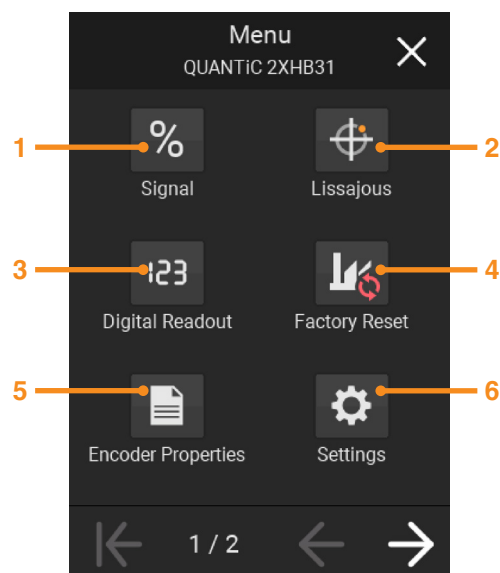 Menu
QUANTiC 2XHB31
1
%
2
Signal
Lissajous
3
123
4
Digital Readout
Factory Reset
5
6
Encoder Properties
Settings
1 / 2